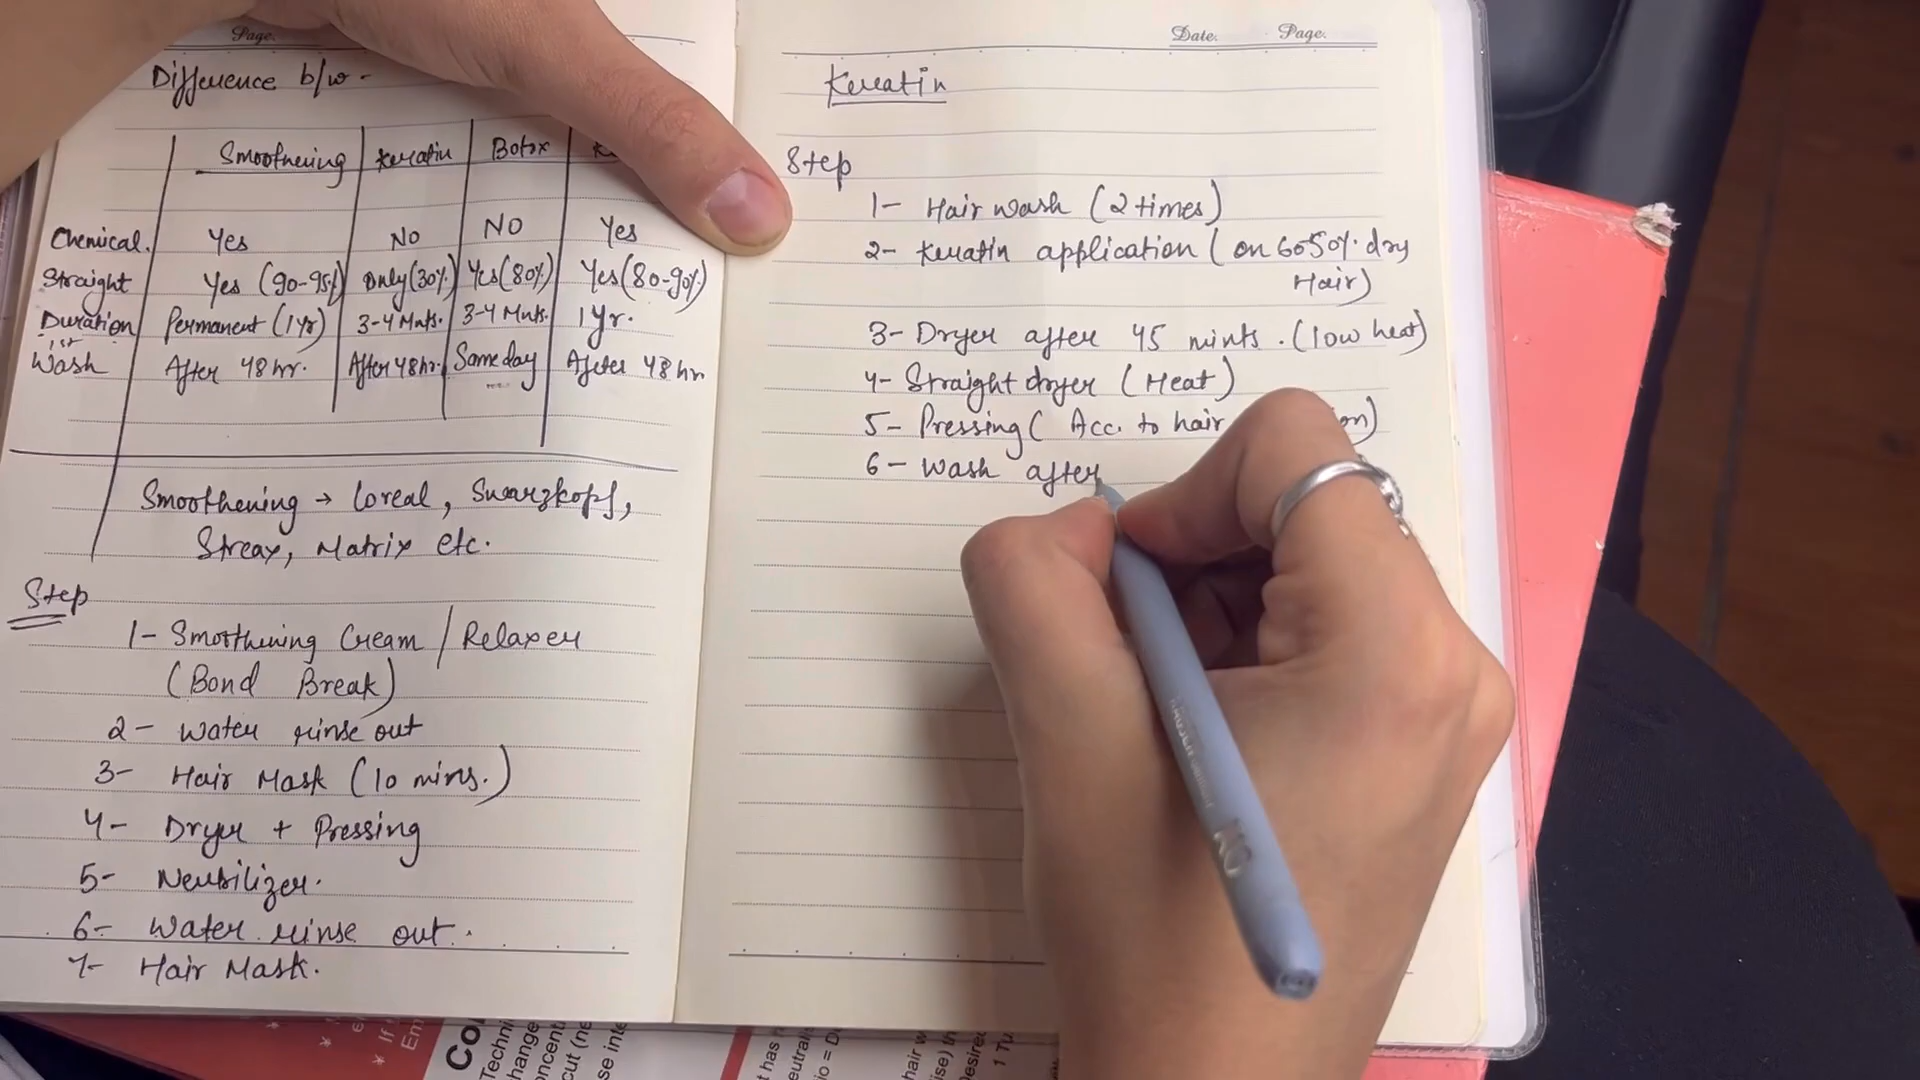 Page.
Difference b/w -
Smoothening Keratin Botox
Chemical. Yes NO NO Yes
Straight Yes (90-95%) Only(30%) Yes(80%) Yes(80-90%)
Duration Permanent (1yr) 3-4 Mnts. 3-4 Mnts. 1yr.
1st
Wash After 48 hr. After 48hr. Same day After 48 hr
Smoothening → Loreal, Swarzkopf,
Streax, Matrix etc.
Step
1- Smoothening Cream / Relaxer
(Bond Break)
2- Water rinse out
3- Hair Mask (10 mins.)
4- Dryer + Pressing
5- Neutilizer.
6- Water rinse out.
7- Hair Mask.
Date. Page.
Keratin
Step
1- Hair wash (2 times)
2- Keratin application (on 6050% dry
Hair)
3- Dryer after 45 mints. (low heat)
4- Straight dryer (Heat)
5- Pressing ( Acc. to hair
6- Wash after
Techni